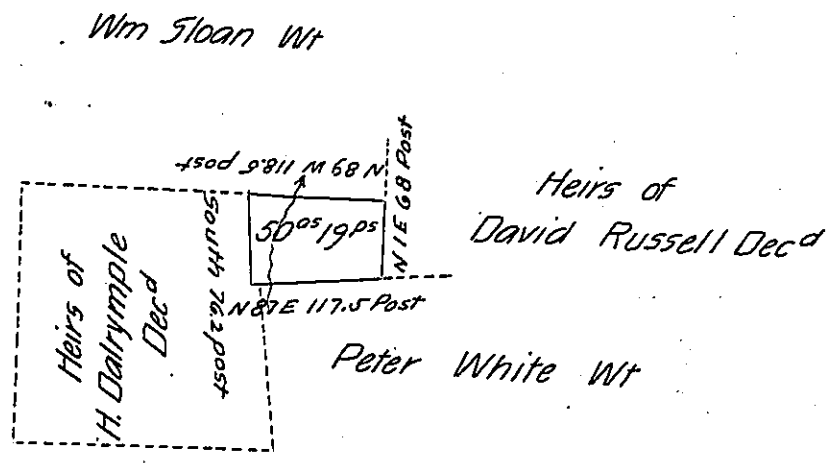 Wm Sloan Wt
N 89 W 118.5 post
N 1 E 68 Post
Heirs of
David Russell Decd
50as 19ps
South 76.2 post
Heirs of
H. Dalrymple
Decd
N 87 E 117.5 Post
Peter White Wt